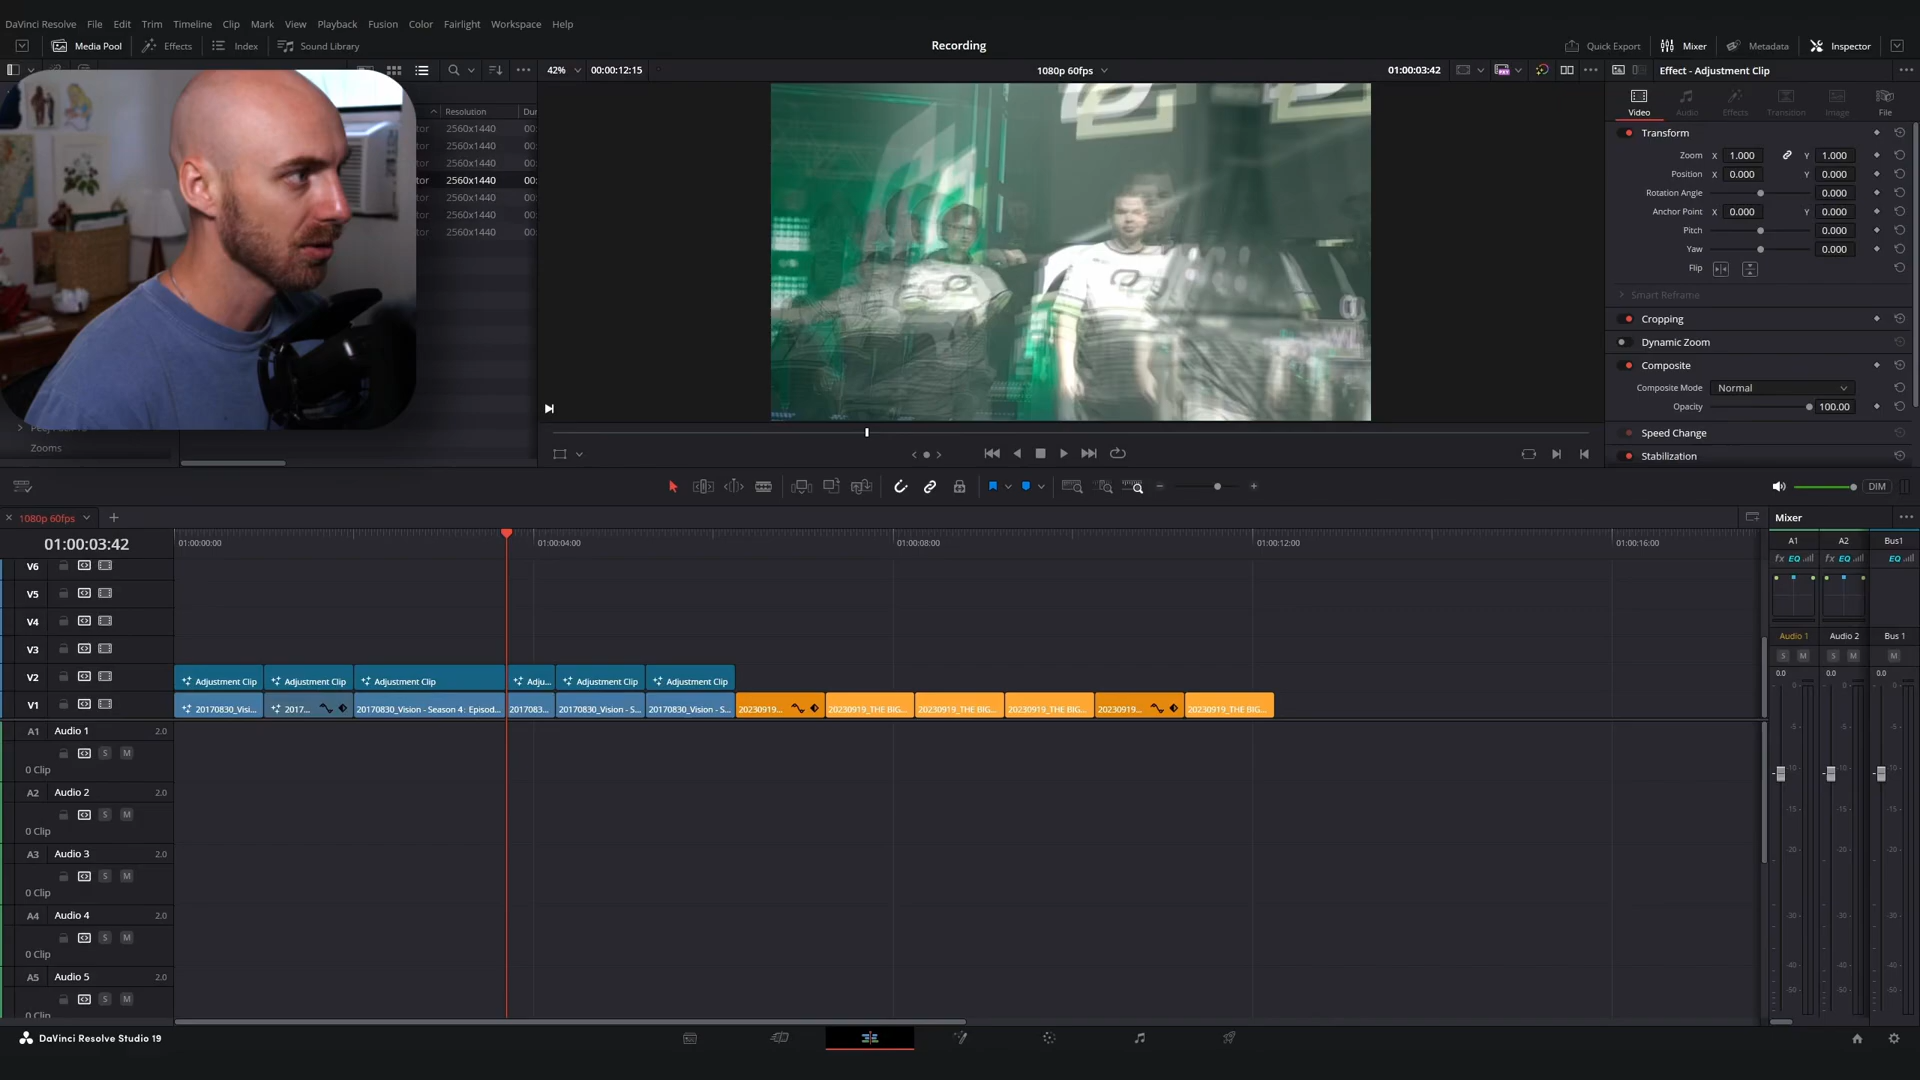 DaVinci Resolve File Edit Trim Timeline Clip Mark View Playback Fusion Color Fairlight Workspace Help
Media Pool Effects Index Sound Library Recording Quick Export Mixer Metadata Inspector
42% 00:00:12:15 1080p 60fps 01:00:03:42 Effect - Adjustment Clip
Video Audio Effects Transition Image File
Resolution
2560x1440
2560x1440
2560x1440
2560x1440
2560x1440
2560x1440
2560x1440
Zooms
Transform
Zoom X 1.000 Y 1.000
Position X 0.000 Y 0.000
Rotation Angle 0.000
Anchor Point X 0.000 Y 0.000
Pitch 0.000
Yaw 0.000
Flip
Smart Reframe
Cropping
Dynamic Zoom
Composite
Composite Mode Normal
Opacity 100.00
Speed Change
Stabilization
DIM
1080p 60fps
01:00:03:42 01:00:00:00 01:00:04:00 01:00:08:00 01:00:12:00 01:00:16:00
V6
V5
V4
V3
V2 Adjustment Clip Adjustment Clip Adjustment Clip Adju... Adjustment Clip Adjustment Clip
V1 20170830_Visi... 2017... 20170830_Vision - Season 4: Episod... 2017083... 20170830_Vision - S... 20170830_Vision - S... 20230919... 20230919_THE BIG... 20230919_THE BIG... 20230919_THE BIG... 20230919... 20230919_THE BIG...
A1 Audio 1 2.0
S M
0 Clip
A2 Audio 2 2.0
S M
0 Clip
A3 Audio 3 2.0
S M
0 Clip
A4 Audio 4 2.0
S M
0 Clip
A5 Audio 5 2.0
S M
0 Clip
Mixer
A1 A2 Bus1
fx EQ fx EQ EQ
Audio 1 Audio 2 Bus 1
S M S M M
0.0 0.0 0.0
DaVinci Resolve Studio 19